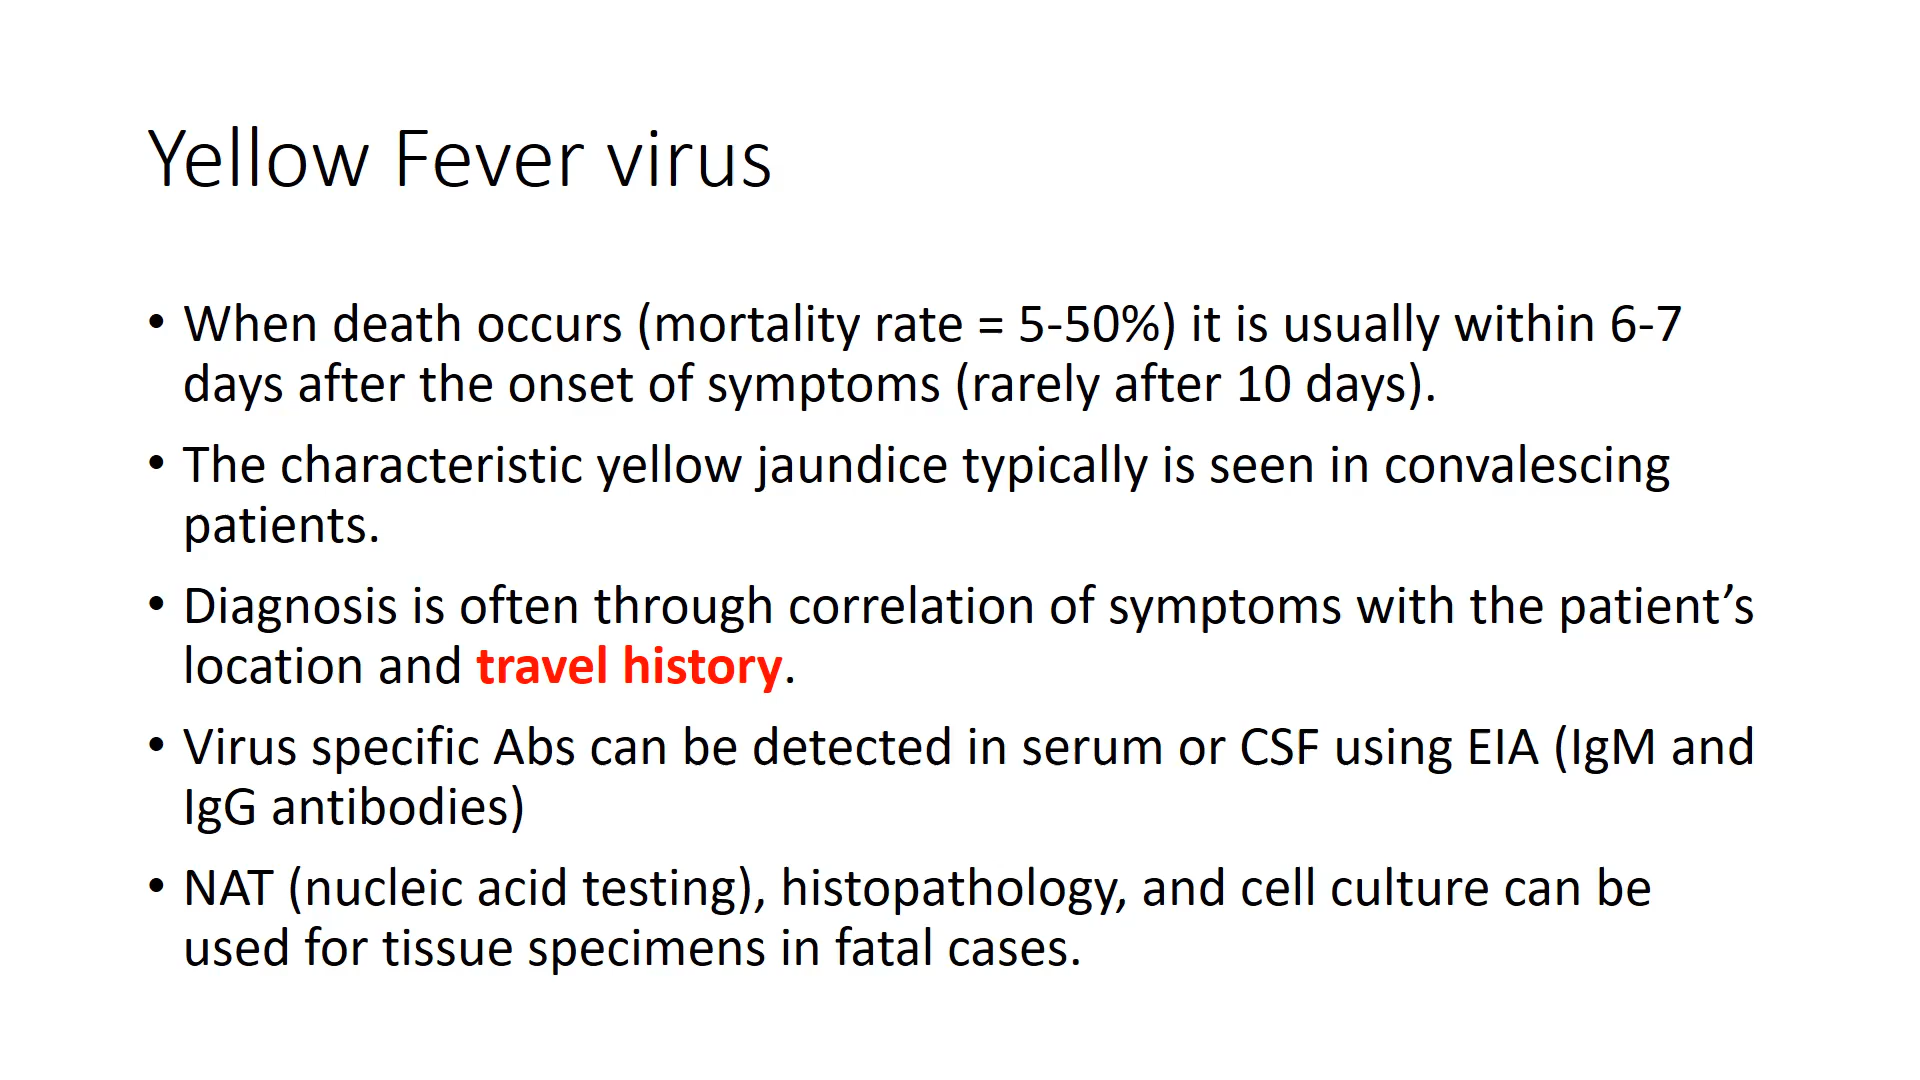 Yellow Fever virus
• When death occurs (mortality rate = 5-50%) it is usually within 6-7
days after the onset of symptoms (rarely after 10 days).
• The characteristic yellow jaundice typically is seen in convalescing
patients.
• Diagnosis is often through correlation of symptoms with the patient’s
location and travel history.
• Virus specific Abs can be detected in serum or CSF using EIA (IgM and
IgG antibodies)
• NAT (nucleic acid testing), histopathology, and cell culture can be
used for tissue specimens in fatal cases.